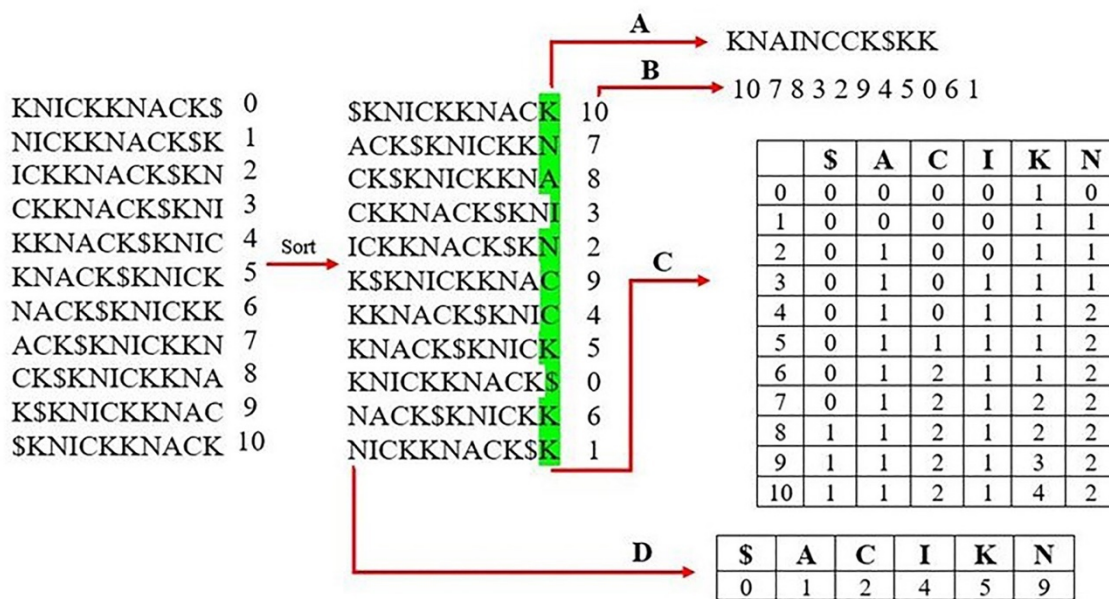 A
KNAINCCK$KK
B
10 7 8 3 2 9 4 5 0 6 1
KNICKKNACK$ 0
NICKKNACK$K 1
ICKKNACK$KN 2
CKKNACK$KNI 3
KKNACK$KNIC 4
KNACK$KNICK 5
NACK$KNICKK 6
ACK$KNICKKN 7
CK$KNICKKNA 8
K$KNICKKNAC 9
$KNICKKNACK 10
Sort
$KNICKKNACK 10
ACK$KNICKKN 7
CK$KNICKKNA 8
CKKNACK$KNI 3
ICKKNACK$KN 2
K$KNICKKNAC 9
KKNACK$KNIC 4
KNACK$KNICK 5
KNICKKNACK$ 0
NACK$KNICKK 6
NICKKNACK$K 1
C
$ A C I K N
0 0 0 0 0 1 0
1 0 0 0 0 1 1
2 0 1 0 0 1 1
3 0 1 0 1 1 1
4 0 1 0 1 1 2
5 0 1 1 1 1 2
6 0 1 2 1 1 2
7 0 1 2 1 2 2
8 1 1 2 1 2 2
9 1 1 2 1 3 2
10 1 1 2 1 4 2
D
$ A C I K N
0 1 2 4 5 9